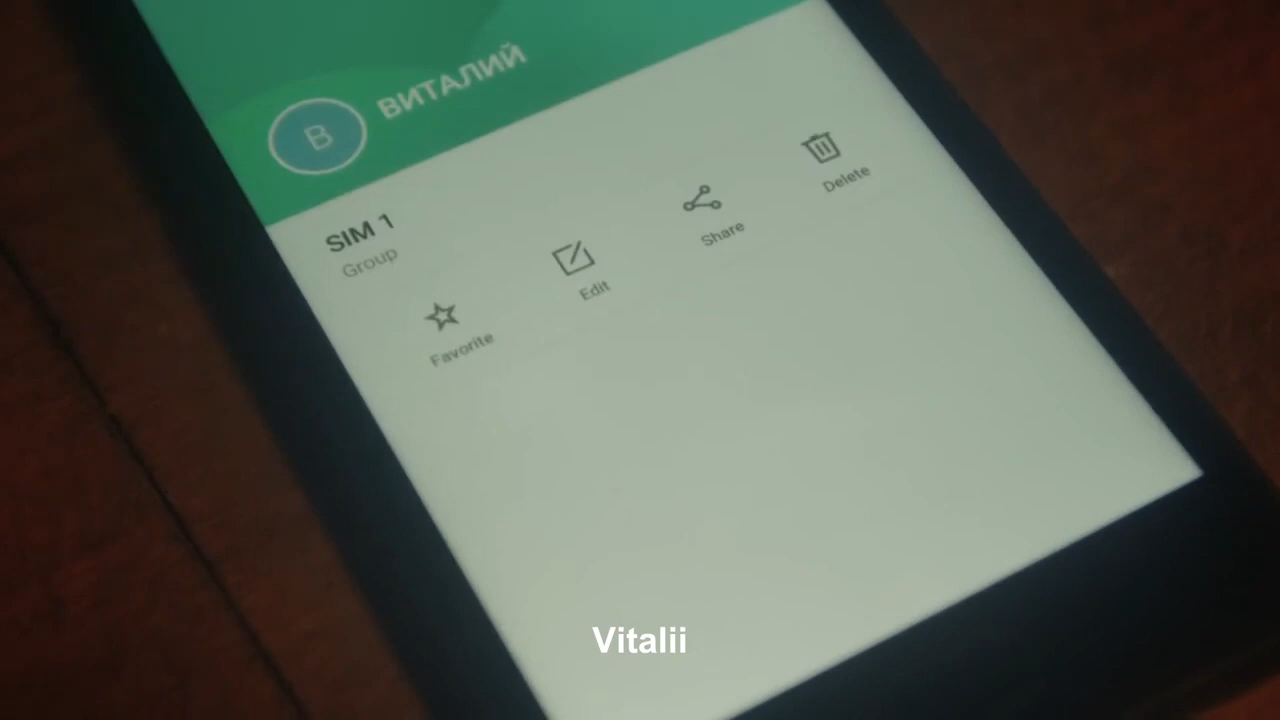 ВИТАЛИЙ
В
SIM 1
Group
Favorite
Edit
Share
Delete
Vitalii